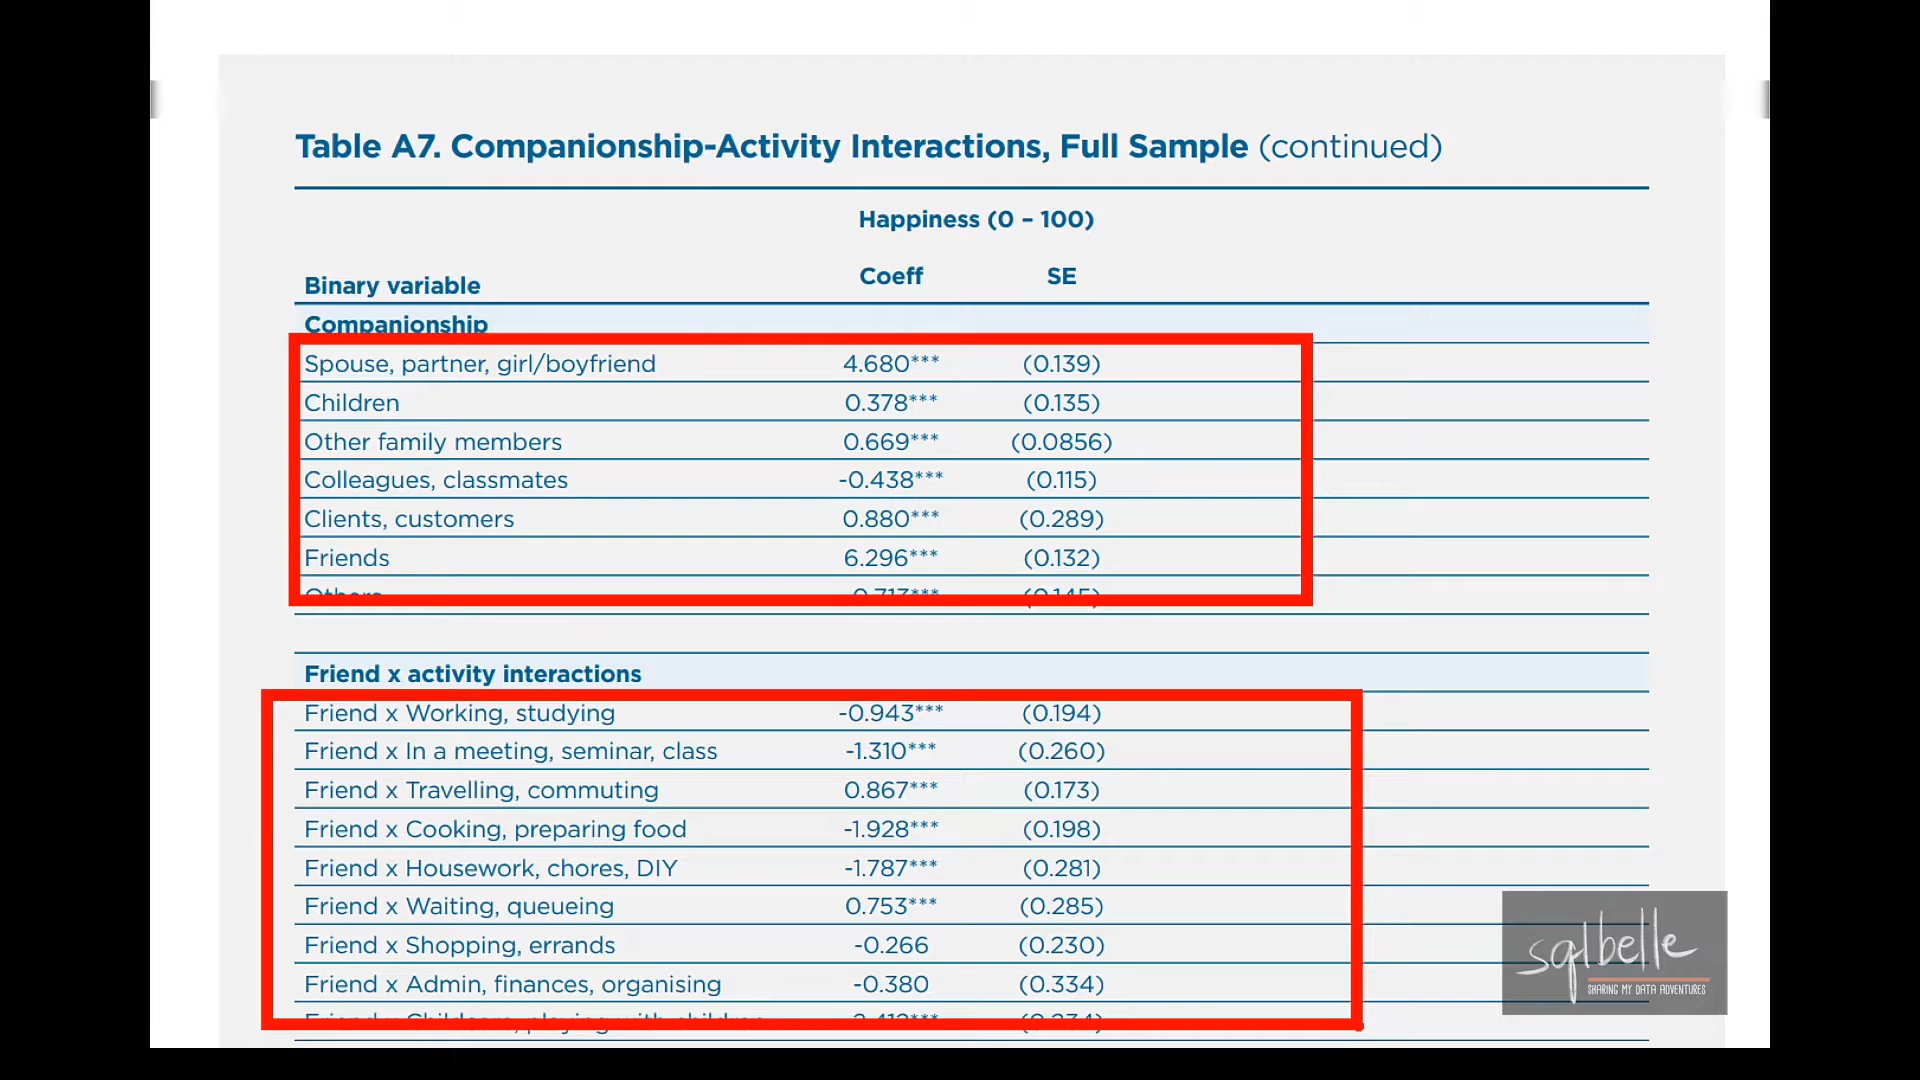 Table A7. Companionship-Activity Interactions, Full Sample (continued)
Happiness (0 – 100)
Binary variable Coeff SE
Companionship
Spouse, partner, girl/boyfriend 4.680*** (0.139)
Children 0.378*** (0.135)
Other family members 0.669*** (0.0856)
Colleagues, classmates -0.438*** (0.115)
Clients, customers 0.880*** (0.289)
Friends 6.296*** (0.132)
Others
Friend x activity interactions
Friend x Working, studying -0.943*** (0.194)
Friend x In a meeting, seminar, class -1.310*** (0.260)
Friend x Travelling, commuting 0.867*** (0.173)
Friend x Cooking, preparing food -1.928*** (0.198)
Friend x Housework, chores, DIY -1.787*** (0.281)
Friend x Waiting, queueing 0.753*** (0.285)
Friend x Shopping, errands -0.266 (0.230)
Friend x Admin, finances, organising -0.380 (0.334)
Friend x Childcare, playing with children
sqlbelle
SHARING MY DATA ADVENTURES